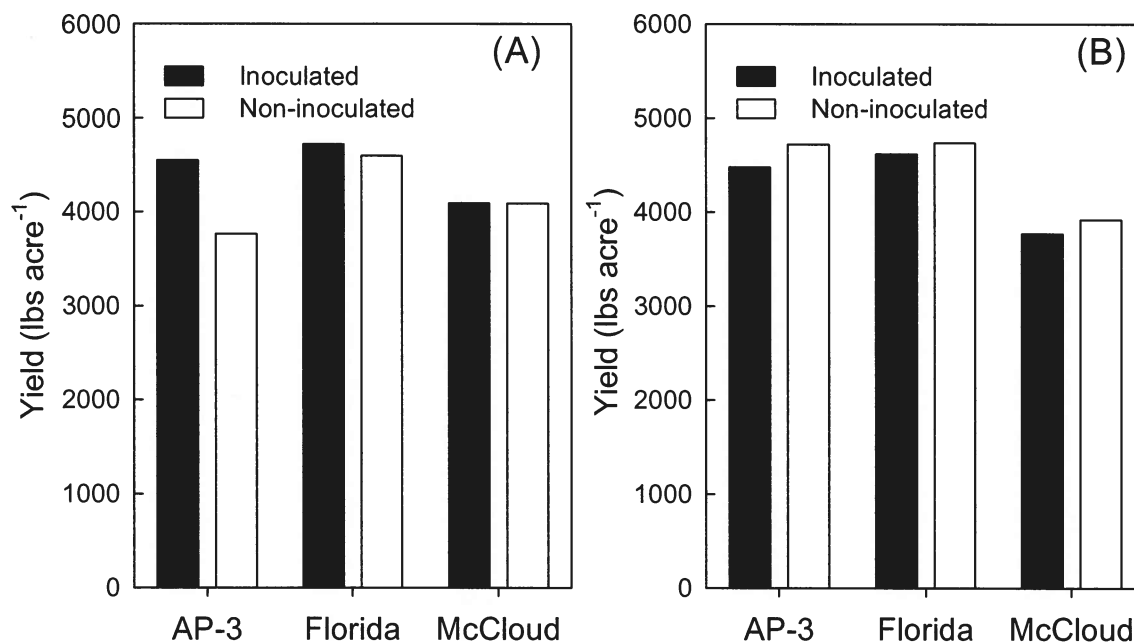 (A)
Inoculated
Non-inoculated
Yield (lbs acre⁻¹)
6000
5000
4000
3000
2000
1000
0
AP-3 Florida McCloud
(B)
Inoculated
Non-inoculated
Yield (lbs acre⁻¹)
6000
5000
4000
3000
2000
1000
0
AP-3 Florida McCloud